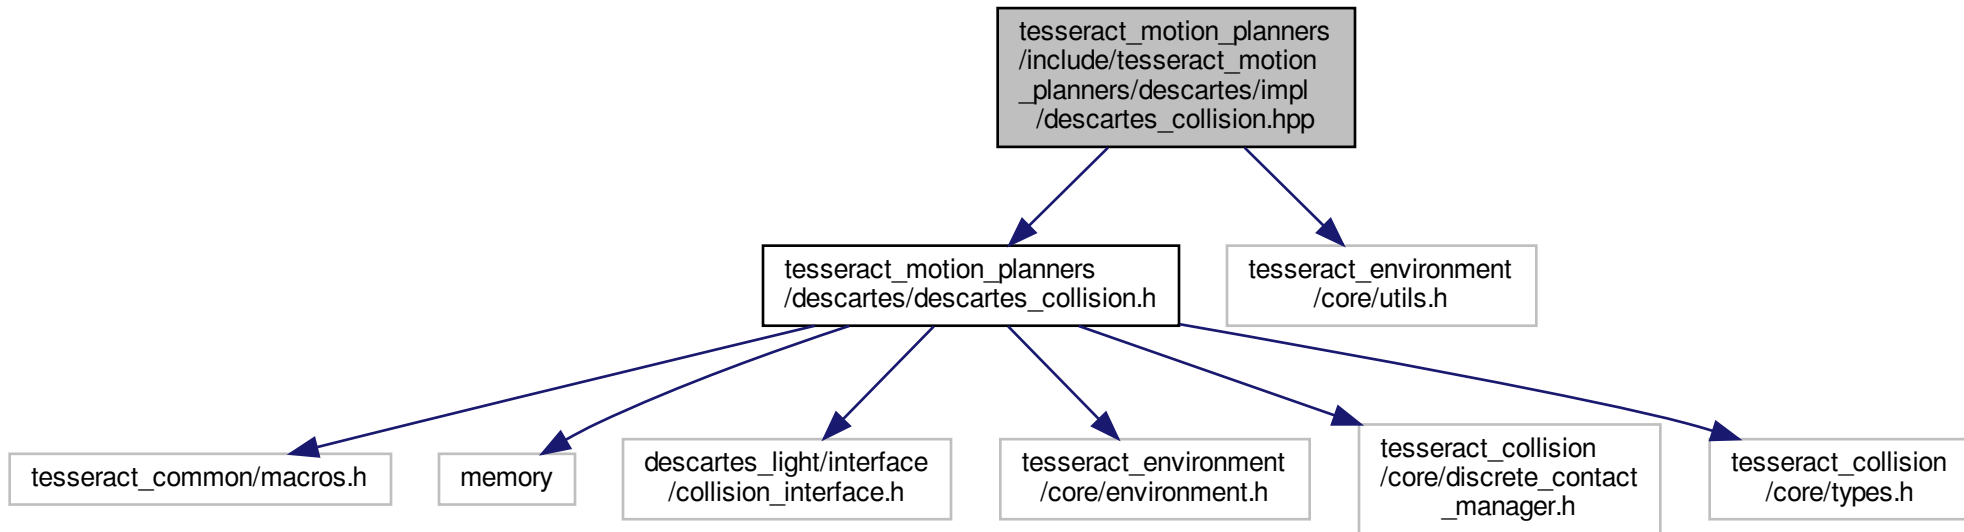 tesseract_motion_planners
/include/tesseract_motion
_planners/descartes/impl
/descartes_collision.hpp
tesseract_motion_planners
/descartes/descartes_collision.h
tesseract_environment
/core/utils.h
tesseract_common/macros.h
memory
descartes_light/interface
/collision_interface.h
tesseract_environment
/core/environment.h
tesseract_collision
/core/discrete_contact
_manager.h
tesseract_collision
/core/types.h